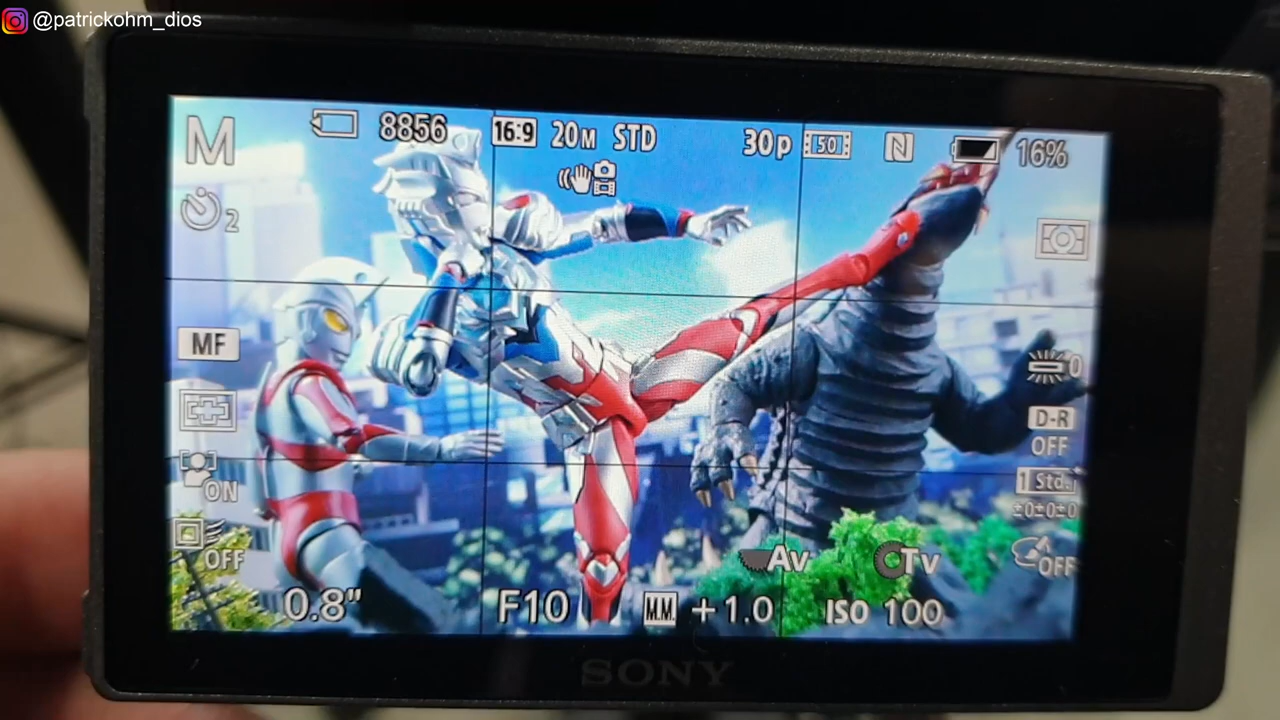 @patrickohm_dios
M 8856 16:9 20M STD 30p 50 N 16%
2
MF 0
D-R
OFF
ON 1 Std.
±0±0±0
OFF Av Tv OFF
0.8" F10 M.M. +1.0 ISO 100
SONY